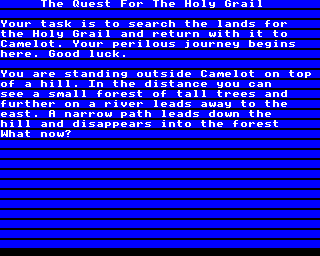 The Quest For The Holy Grail
Your task is to search the lands for
the Holy Grail and return with it to
Camelot. Your perilous journey begins
here. Good luck.
You are standing outside Camelot on top
of a hill. In the distance you can
see a small forest of tall trees and
further on a river leads away to the
east. A narrow path leads down the
hill and disappears into the forest
What now?